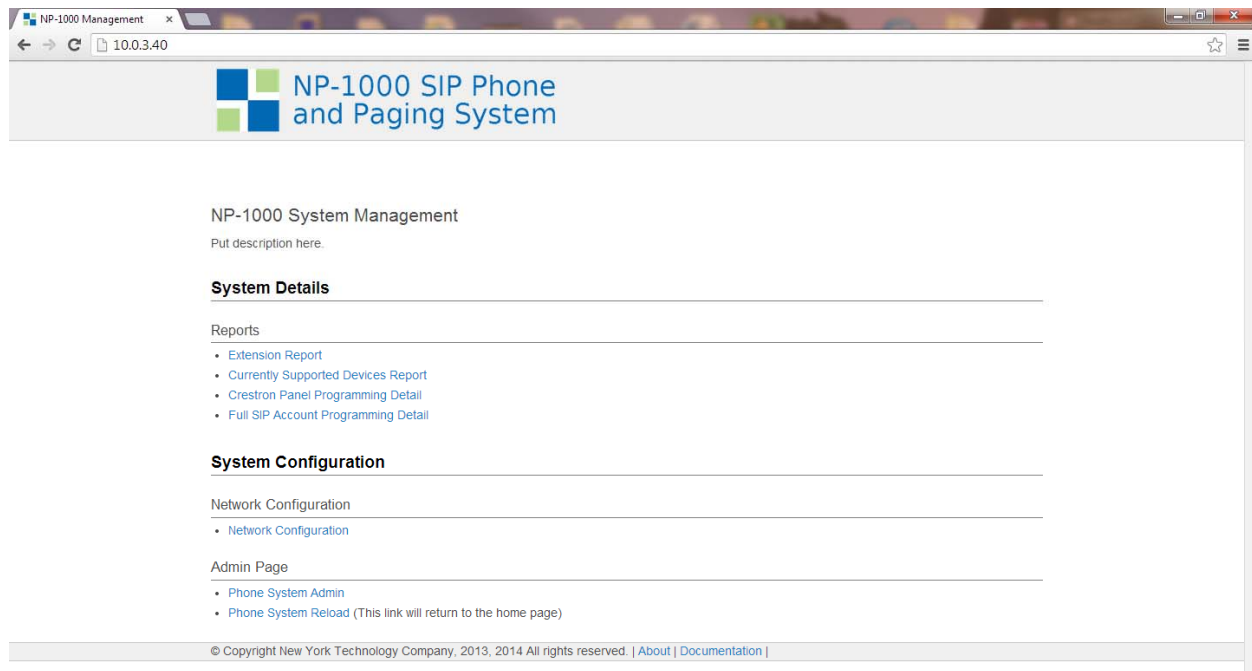 NP-1000 Management
10.0.3.40
NP-1000 SIP Phone
and Paging System
NP-1000 System Management
Put description here.
System Details
Reports
Extension Report
Currently Supported Devices Report
Crestron Panel Programming Detail
Full SIP Account Programming Detail
System Configuration
Network Configuration
Network Configuration
Admin Page
Phone System Admin
Phone System Reload (This link will return to the home page)
© Copyright New York Technology Company, 2013, 2014 All rights reserved. | About | Documentation |